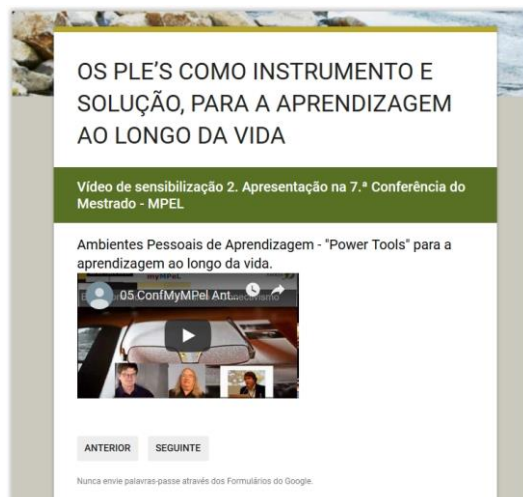 OS PLE'S COMO INSTRUMENTO E
SOLUÇÃO, PARA A APRENDIZAGEM
AO LONGO DA VIDA
Vídeo de sensibilização 2. Apresentação na 7.ª Conferência do
Mestrado - MPEL
Ambientes Pessoais de Aprendizagem - "Power Tools" para a
aprendizagem ao longo da vida.
myMPeL
05 ConfMyMPel Ant...
ANTERIOR SEGUINTE
Nunca envie palavras-passe através dos Formulários do Google.